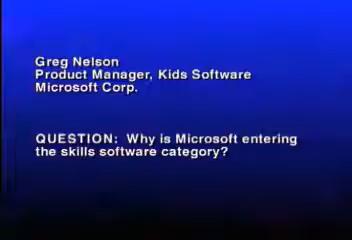 Greg Nelson
Product Manager, Kids Software
Microsoft Corp.
QUESTION:  Why is Microsoft entering
the skills software category?